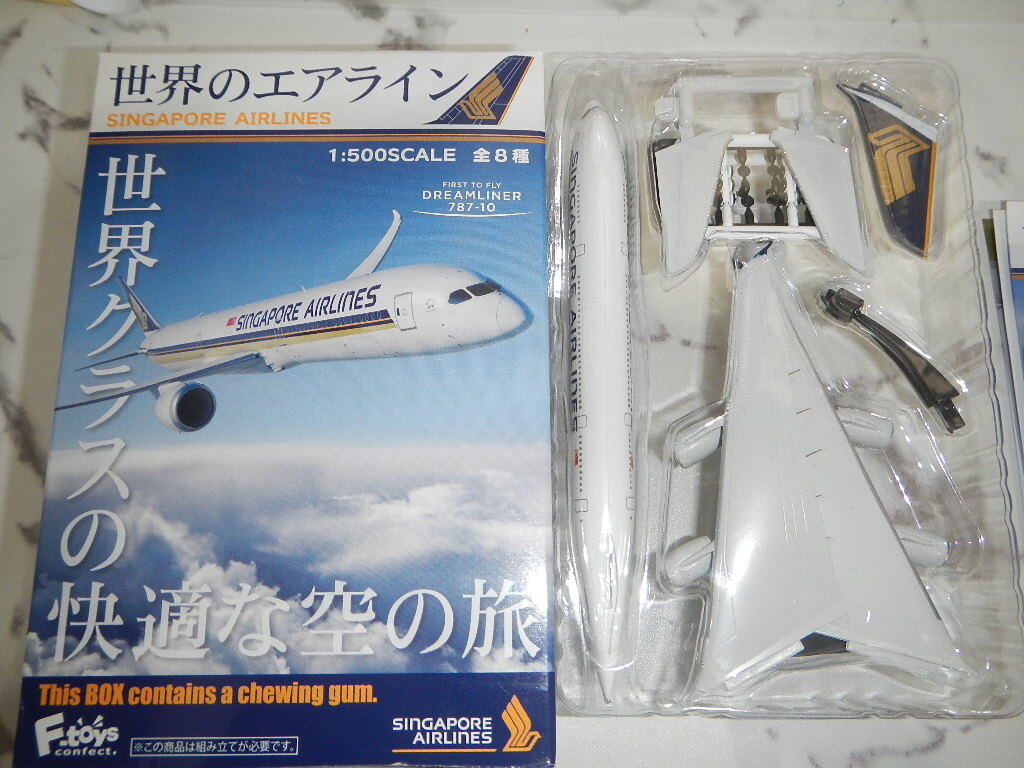 世界のエアライン
SINGAPORE AIRLINES
1:500SCALE 全8種
FIRST TO FLY
DREAMLINER
787-10
世界クラスの
快適な空の旅
SINGAPORE AIRLINES
This BOX contains a chewing gum.
F-toys
confect.
※この商品は組み立てが必要です。
SINGAPORE
AIRLINES
SINGAPORE AIRLINES